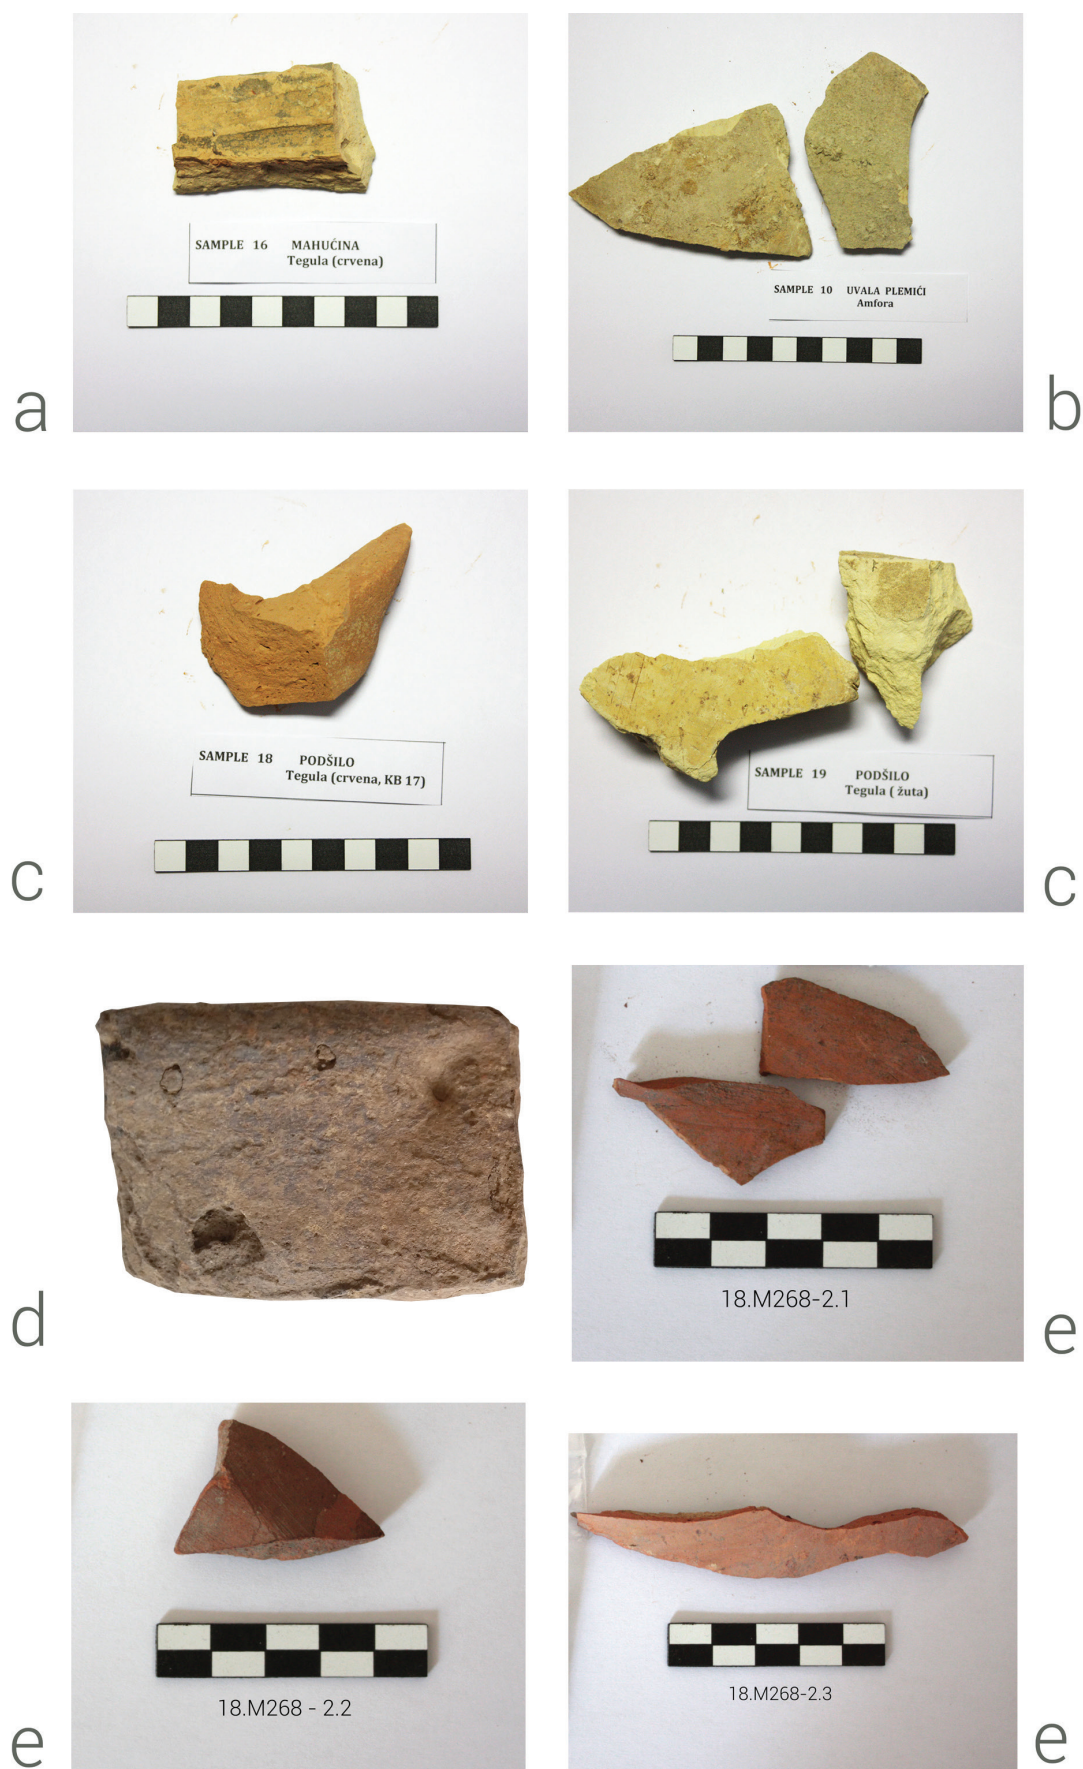 SAMPLE 16 MAHUĆINA
Tegula (crvena)
a
SAMPLE 10 UVALA PLEMIĆI
Amfora
b
SAMPLE 18 PODŠILO
Tegula (crvena, KB 17)
c
SAMPLE 19 PODŠILO
Tegula ( žuta)
c
d
18.M268-2.1
e
18.M268 - 2.2
e
18.M268-2.3
e